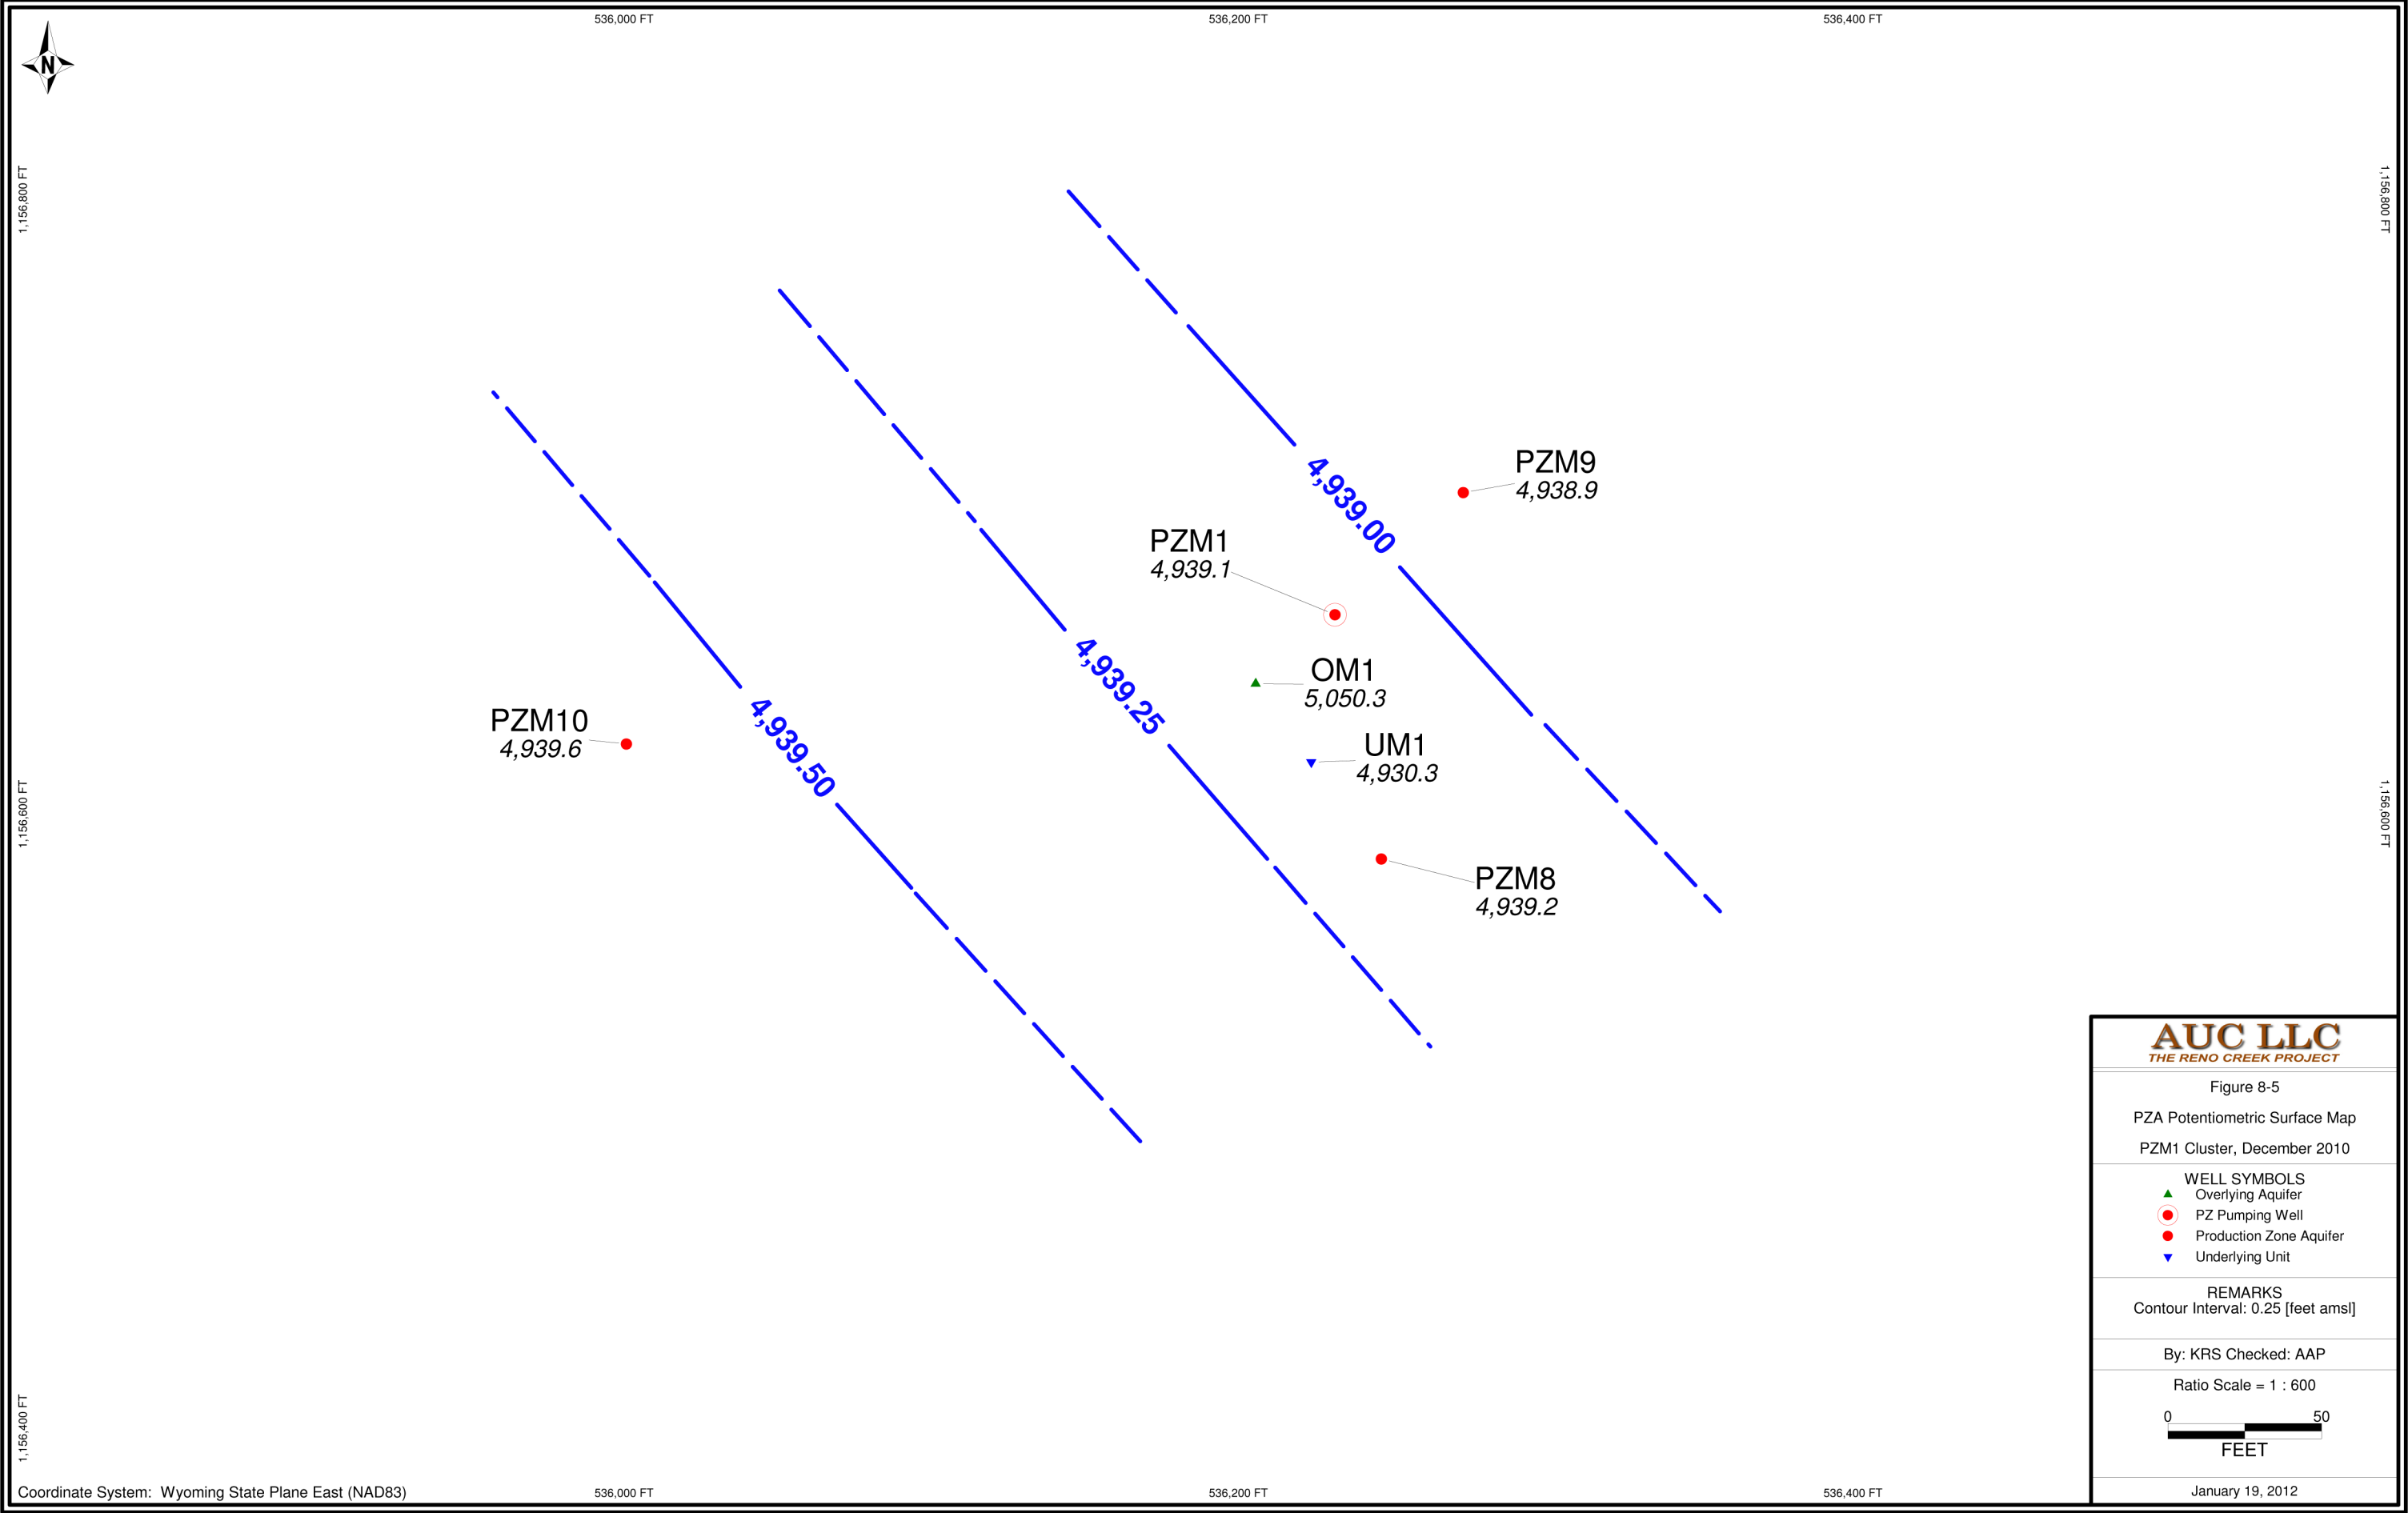 536,000 FT
536,200 FT
536,400 FT
N
1,156,800 FT
1,156,800 FT
4,939.00
PZM9
4,938.9
PZM1
4,939.1
4,939.25
OM1
5,050.3
PZM10
4,939.6
4,939.50
UM1
4,930.3
1,156,600 FT
1,156,600 FT
PZM8
4,939.2
AUC LLC
THE RENO CREEK PROJECT
Figure 8-5
PZA Potentiometric Surface Map
PZM1 Cluster, December 2010
WELL SYMBOLS
Overlying Aquifer
PZ Pumping Well
Production Zone Aquifer
Underlying Unit
REMARKS
Contour Interval: 0.25 [feet amsl]
By: KRS Checked: AAP
Ratio Scale = 1 : 600
0 50
FEET
January 19, 2012
1,156,400 FT
Coordinate System: Wyoming State Plane East (NAD83)
536,000 FT
536,200 FT
536,400 FT